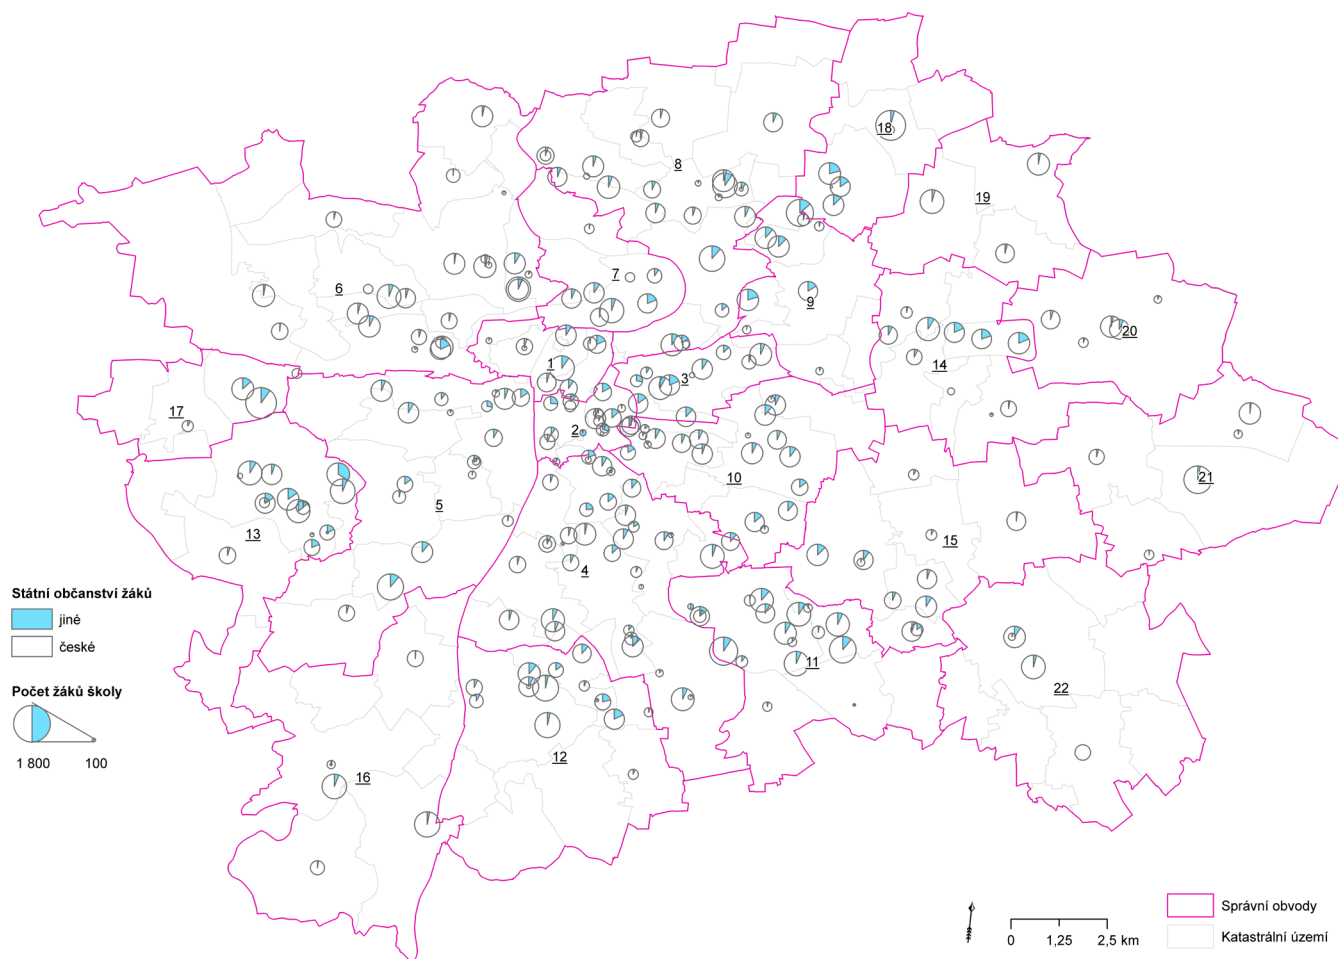 18
8
19
7
6
9
20
1
14
3
17
2
21
10
5
13
15
4
11
22
12
16
Státní občanství žáků
jiné
české
Počet žáků školy
1 800 100
Správní obvody
Katastrální území
0 1,25 2,5 km